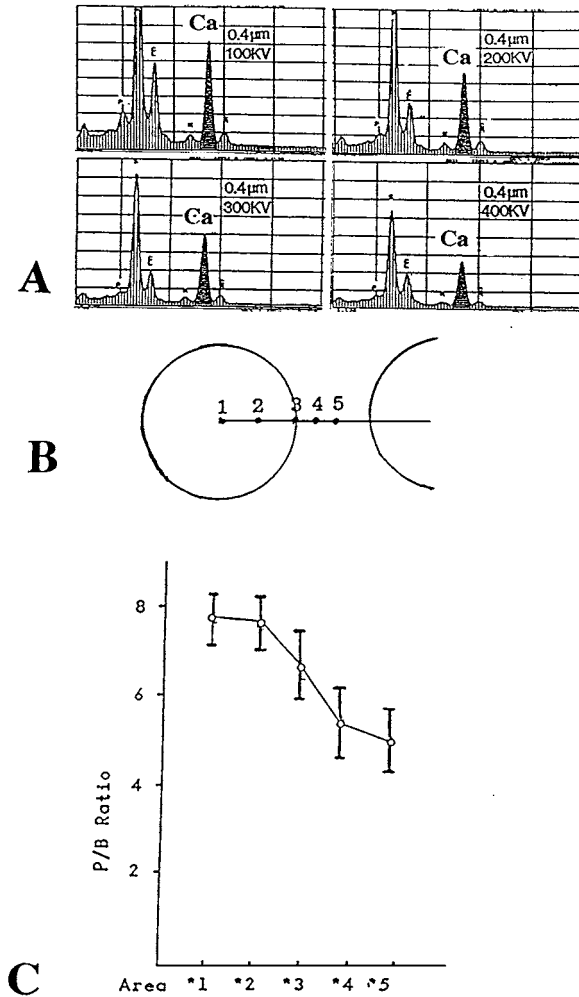 Ca
0.4µm
100KV
P
E
K
Ca
0.4µm
200KV
P
E
K
Ca
0.4µm
300KV
P
E
K
Ca
0.4µm
400KV
P
E
K
A
1 2 3 4 5
B
8
6
4
2
P/B Ratio
Area *1 *2 *3 *4 *5
C